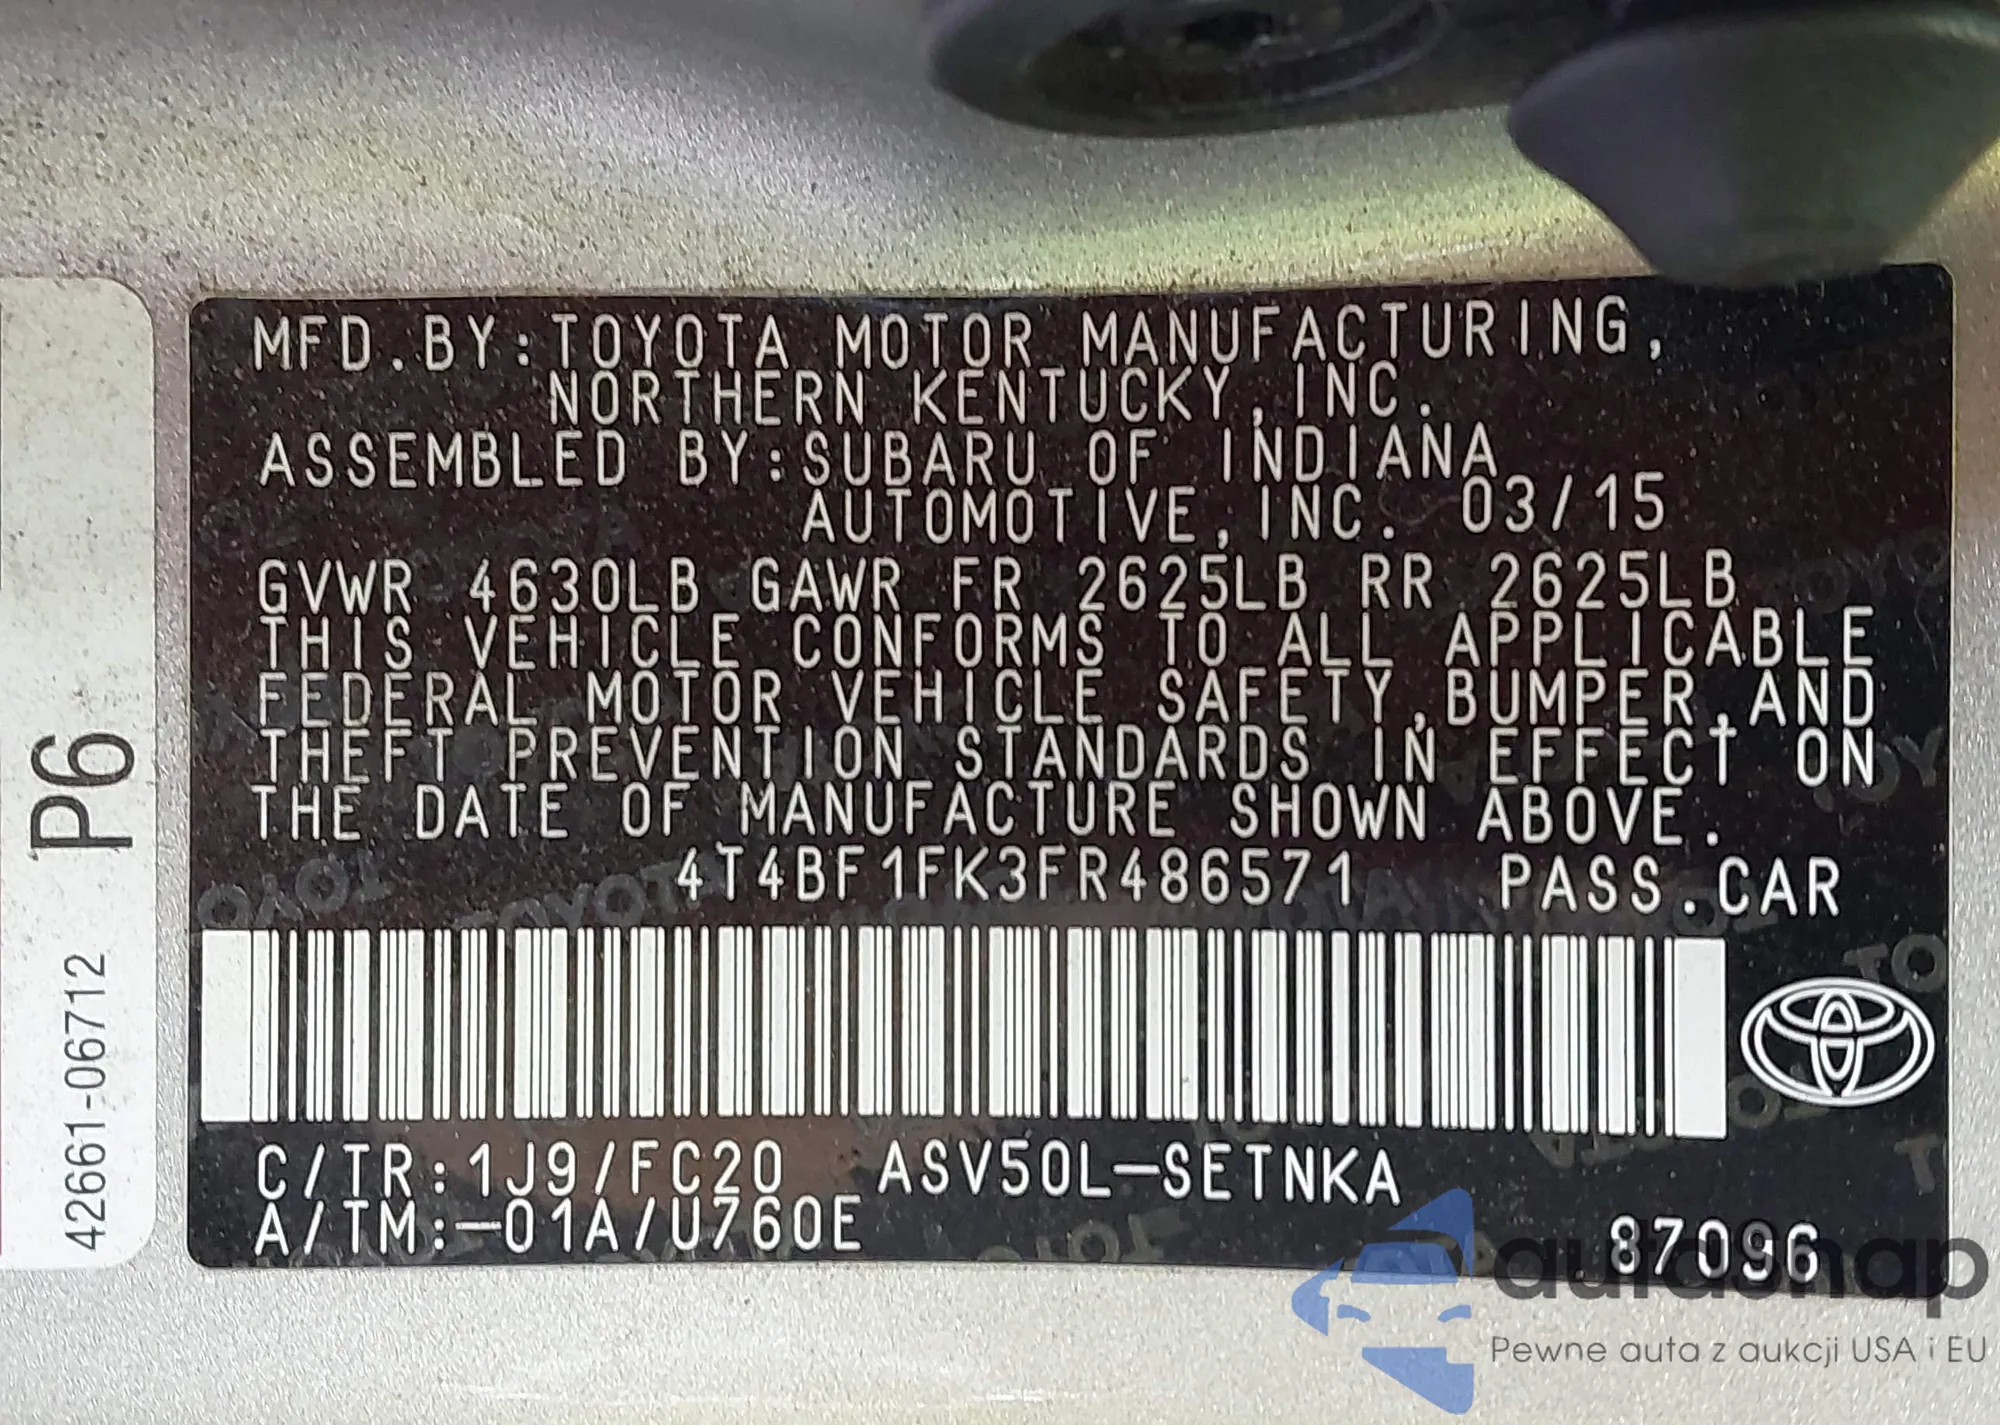 MFD.BY:TOYOTA MOTOR MANUFACTURING,
NORTHERN KENTUCKY,INC.
ASSEMBLED BY:SUBARU OF INDIANA
AUTOMOTIVE,INC. 03/15
GVWR 4630LB GAWR FR 2625LB RR 2625LB
THIS VEHICLE CONFORMS TO ALL APPLICABLE
FEDERAL MOTOR VEHICLE SAFETY,BUMPER,AND
THEFT PREVENTION STANDARDS IN EFFECT ON
THE DATE OF MANUFACTURE SHOWN ABOVE.
4T4BF1FK3FR486571 PASS.CAR
C/TR:1J9/FC20 ASV50L-SETNKA
A/TM:-01A/U760E
87096
P6
42661-06712
autosnap
Pewne auta z aukcji USA i EU